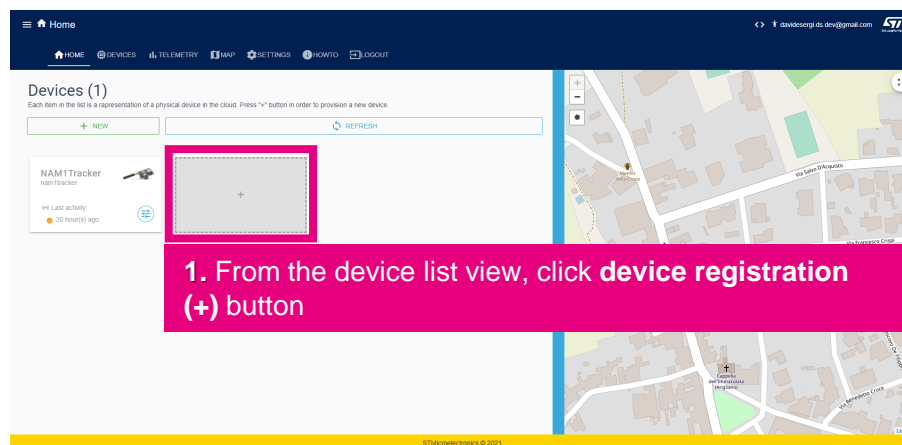 Home
davidesergi.ds.dev@gmail.com
HOME DEVICES TELEMETRY MAP SETTINGS HOWTO LOGOUT
Devices (1)
Each item in the list is a rapresentation of a physical device in the cloud. Press "+" button in order to provision a new device.
+ NEW
REFRESH
NAM1Tracker
nam1tracker
Last activity:
20 hour(s) ago
+
+
−
Via Salvo D'Acquisto
Via Francesco Crispi
1. From the device list view, click device registration
(+) button
Cappella
dell'Immacolata
(Arigliano)
Via Benedetto Croce
STMicroelectronics © 2021